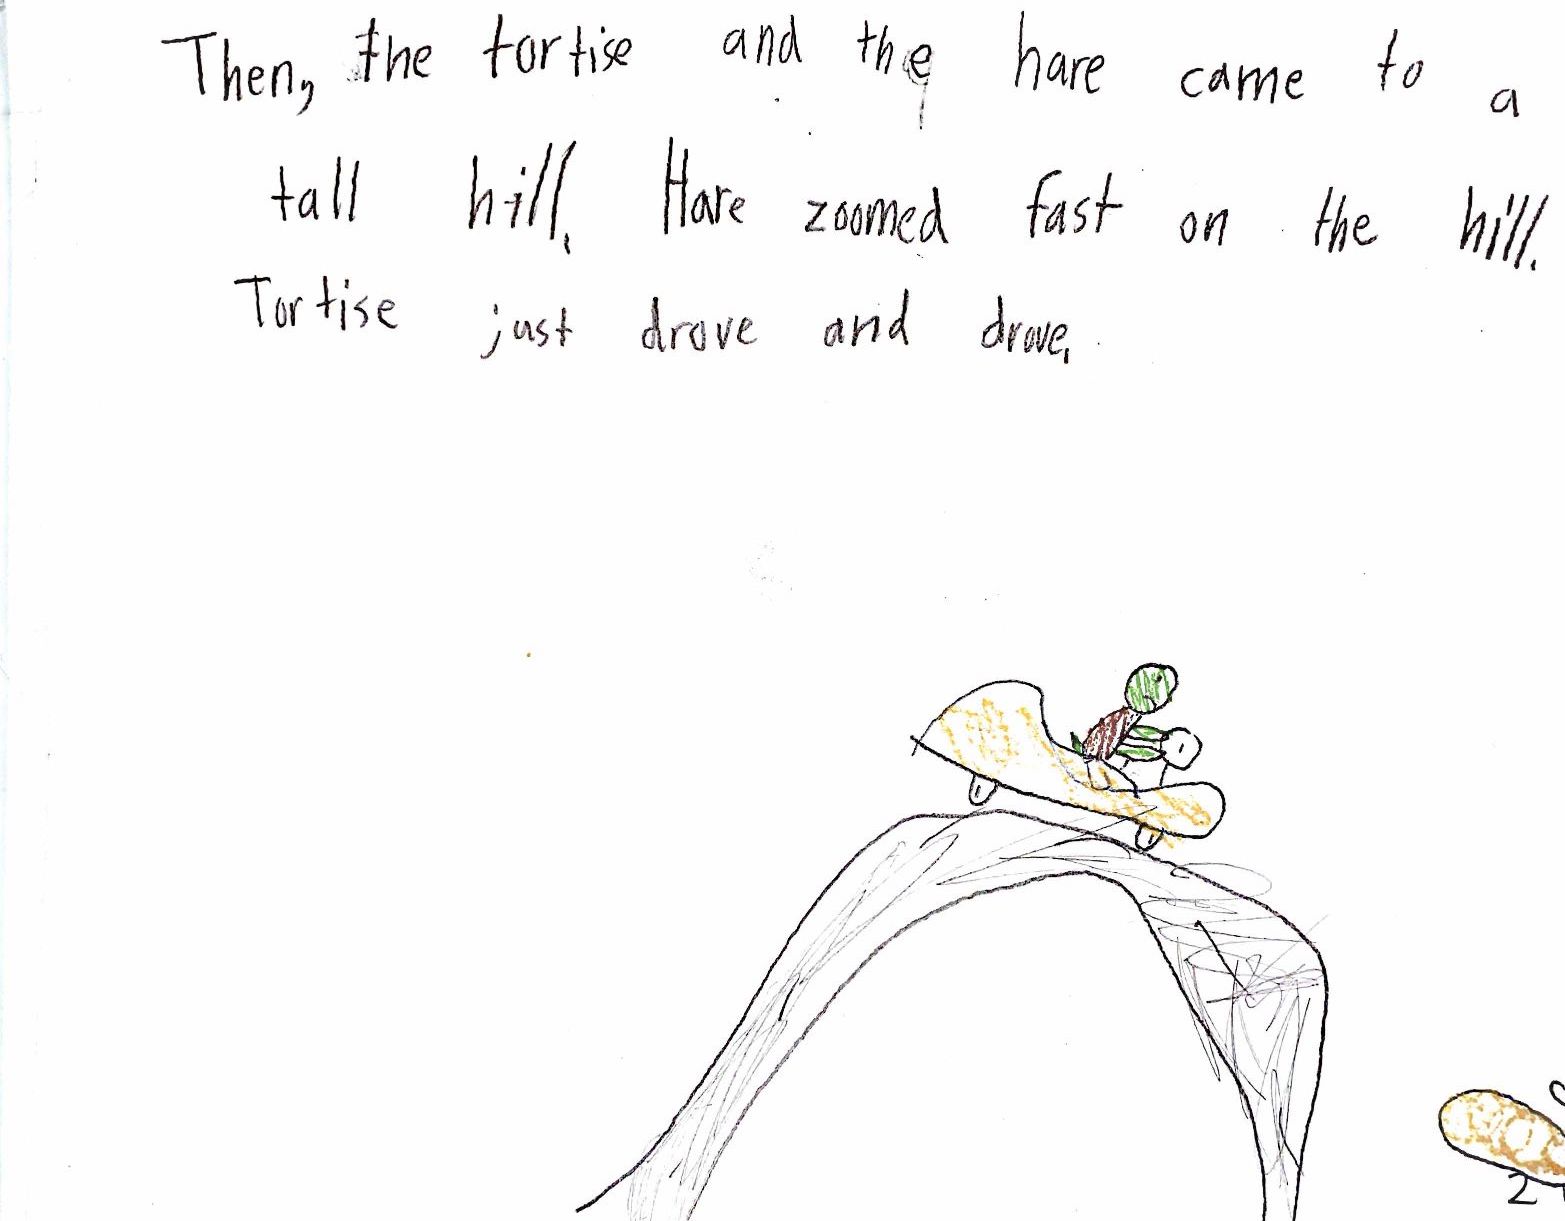 Then, the tortise and the hare came to a
tall hill. Hare zoomed fast on the hill.
Tortise just drove and drove.